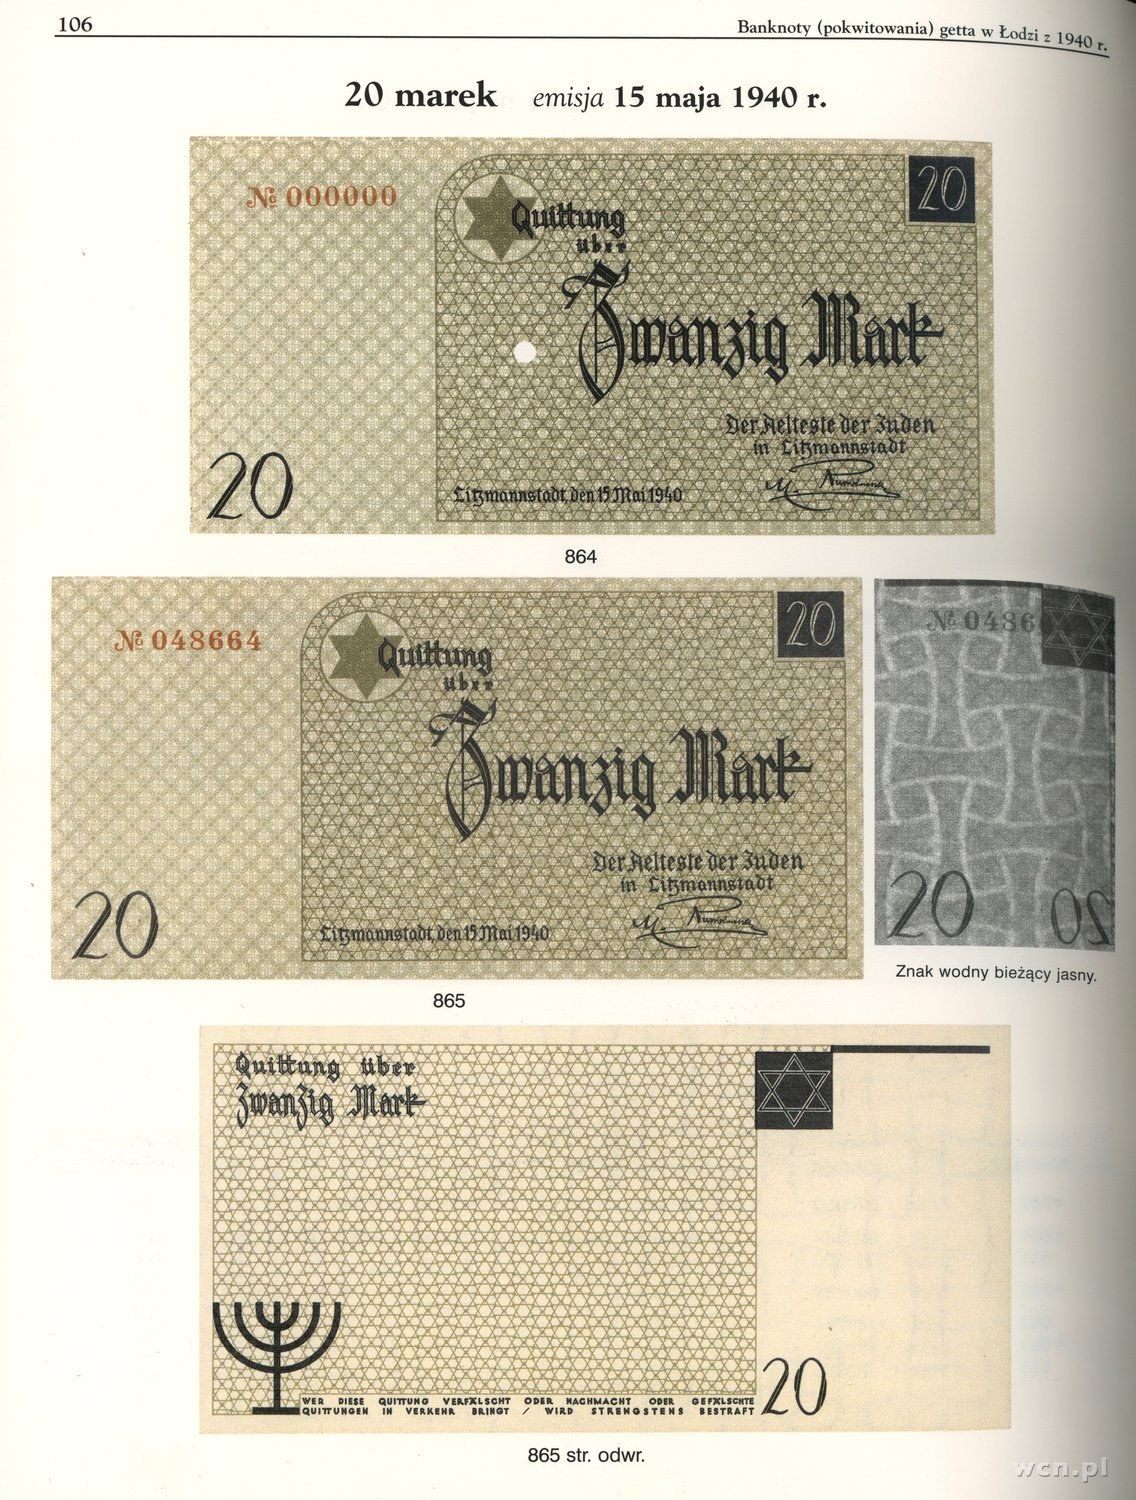 106
Banknoty (pokwitowania) getta w Łodzi z 1940 r.
20 marek emisja 15 maja 1940 r.
№ 000000
20
Quittung
über
Zwanzig Mark
Der Aelteste der Juden
in Litzmannstadt
20
Litzmannstadt, den 15 Mai 1940
864
№ 048664
20
№ 0486
Quittung
über
Zwanzig Mark
Der Aelteste der Juden
in Litzmannstadt
20
Litzmannstadt, den 15 Mai 1940
20
20
Znak wodny bieżący jasny.
865
Quittung über
Zwanzig Mark
20
WER DIESE QUITTUNG VERFÄLSCHT ODER NACHMACHT ODER GEFÄLSCHTE
QUITTUNGEN IN VERKEHR BRINGT / WIRD STRENGSTENS BESTRAFT
865 str. odwr.
wcn.pl